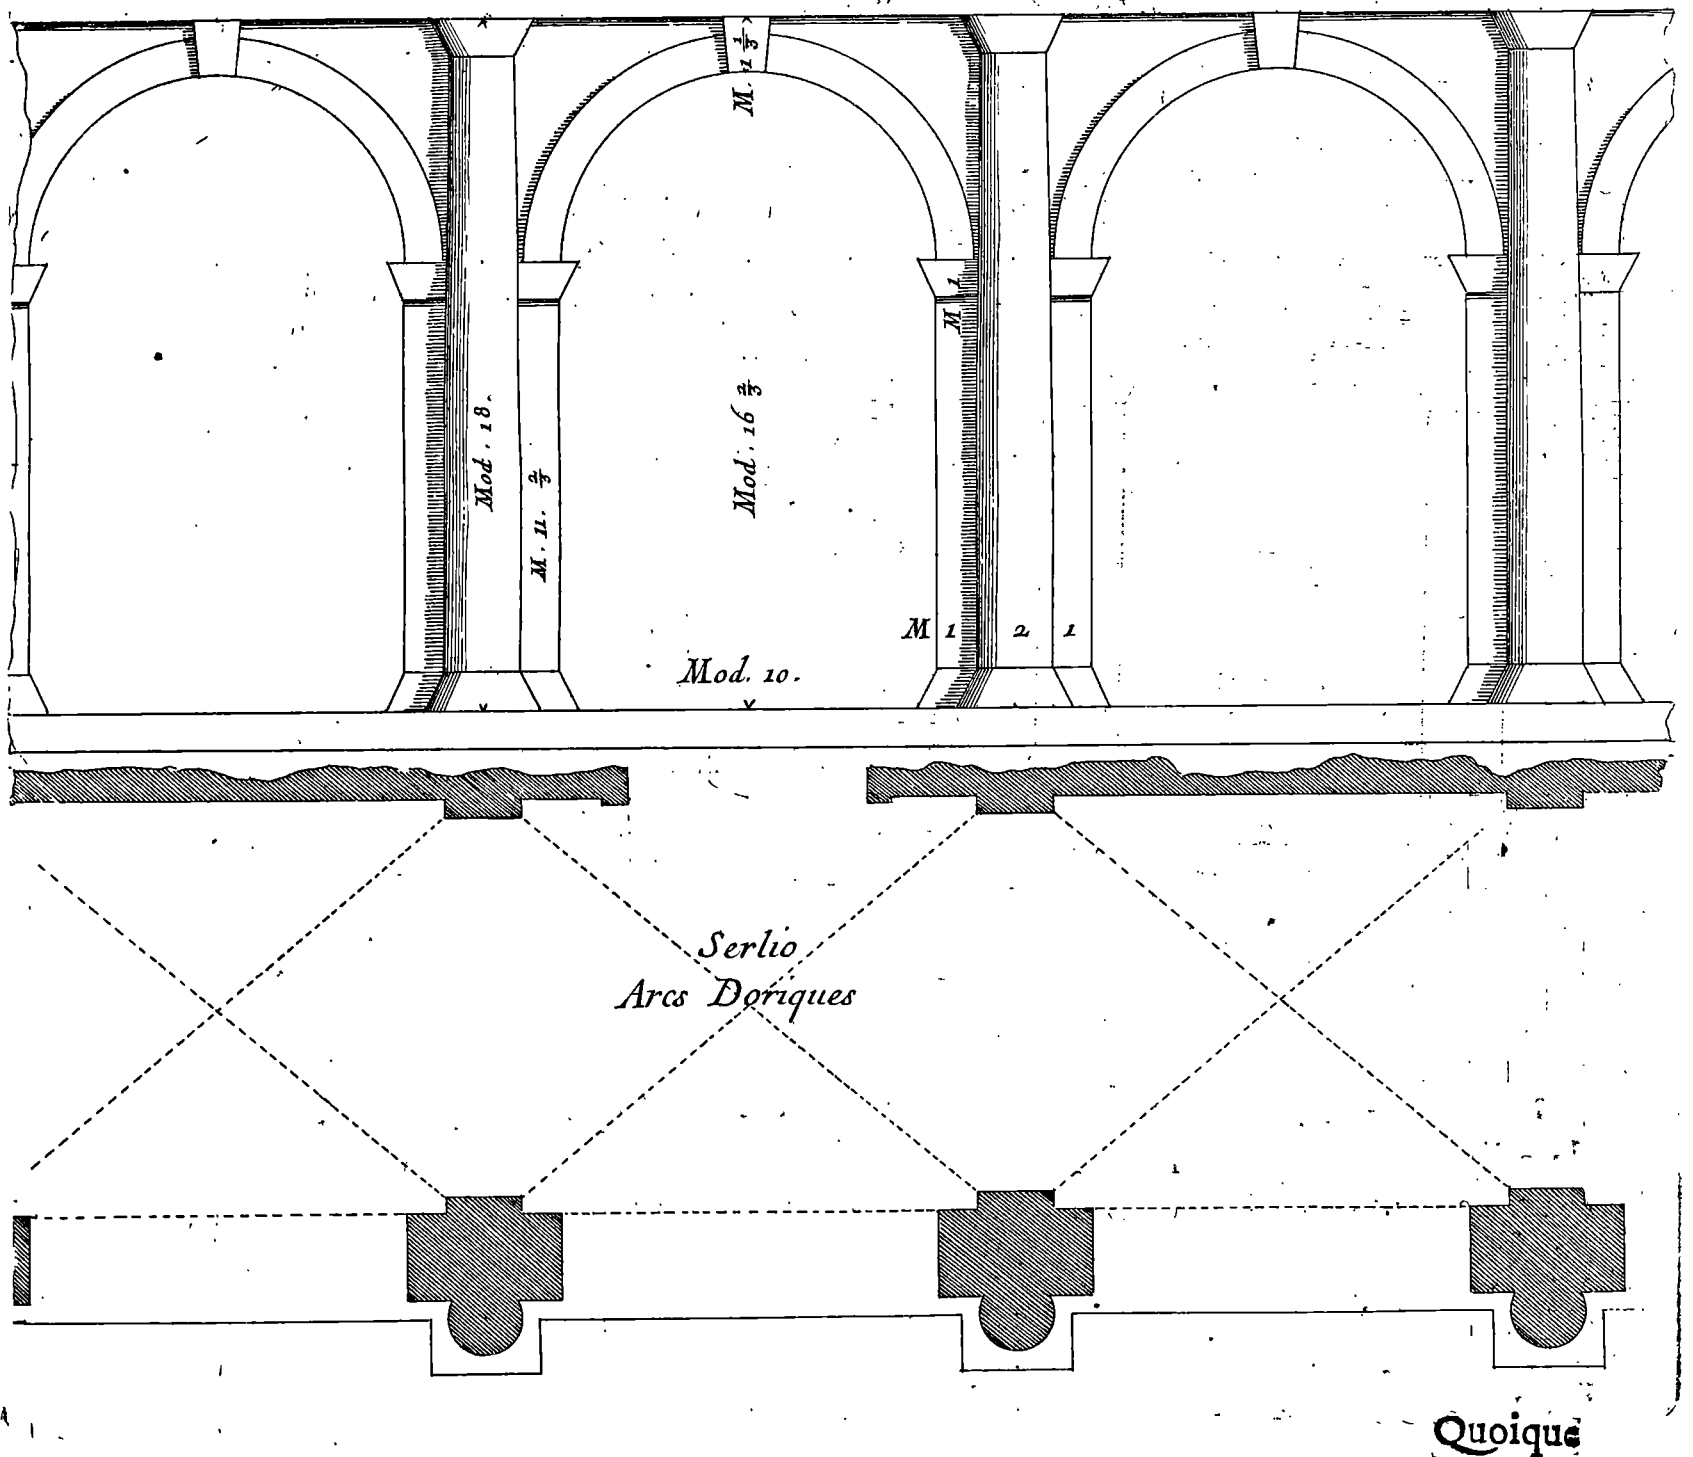 M. 1 1/3
M 1
Mod. 18.
M. 11. 2/3
Mod. 16 2/3
M 1 2 1
Mod. 10.
Serlio
Arcs Doriques
Quoique